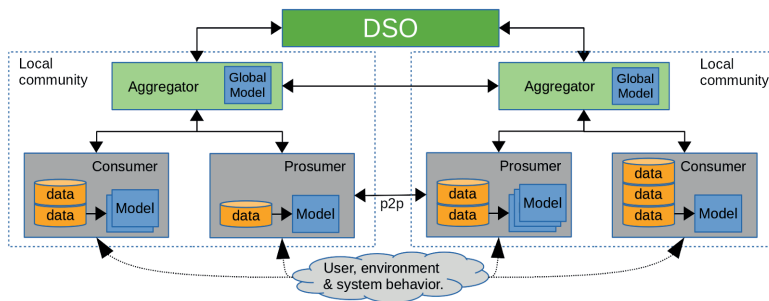 DSO
Local
community
Aggregator
Global
Model
Aggregator
Global
Model
Local
community
Consumer
data
data
Model
Prosumer
data
Model
p2p
Prosumer
data
data
Model
Consumer
data
data
data
Model
User, environment
& system behavior.